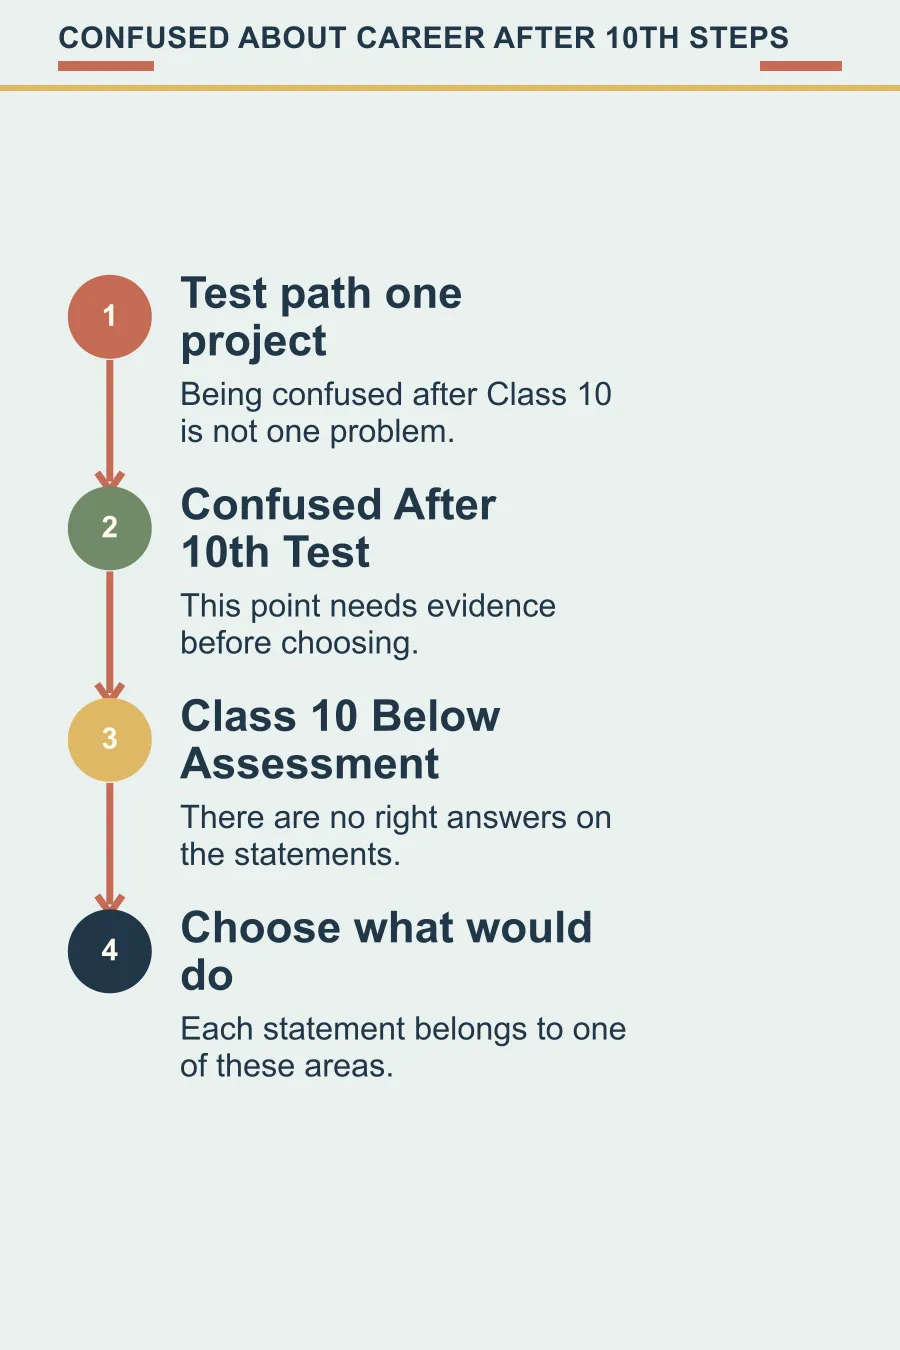 CONFUSED ABOUT CAREER AFTER 10TH STEPS
1
Test path one
project
Being confused after Class 10
is not one problem.
2
Confused After
10th Test
This point needs evidence
before choosing.
3
Class 10 Below
Assessment
There are no right answers on
the statements.
4
Choose what would
do
Each statement belongs to one
of these areas.